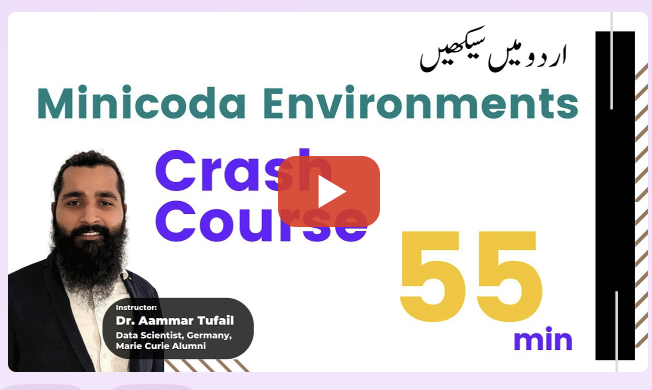 اردو میں سیکھیں
Minicoda Environments
Crash
Course
55
min
Instructor:
Dr. Aammar Tufail
Data Scientist, Germany,
Marie Curie Alumni